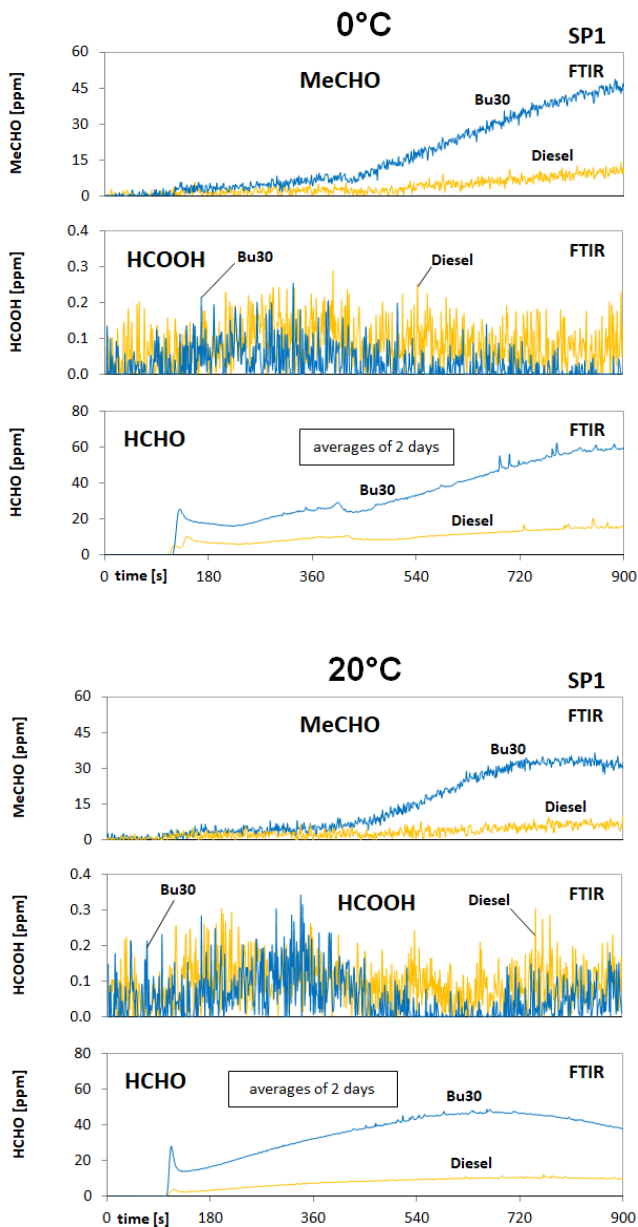 0°C
SP1
MeCHO [ppm]
60
45
30
15
0
MeCHO
FTIR
Bu30
Diesel
HCOOH [ppm]
0.4
0.3
0.2
0.1
0.0
HCOOH
Bu30
Diesel
FTIR
HCHO [ppm]
80
60
40
20
0
HCHO
averages of 2 days
FTIR
Bu30
Diesel
0 time [s] 180 360 540 720 900
20°C
SP1
MeCHO [ppm]
60
45
30
15
0
MeCHO
FTIR
Bu30
Diesel
HCOOH [ppm]
0.4
0.3
0.2
0.1
0.0
Bu30
HCOOH
Diesel
FTIR
HCHO [ppm]
80
60
40
20
0
HCHO
averages of 2 days
FTIR
Bu30
Diesel
0 time [s] 180 360 540 720 900